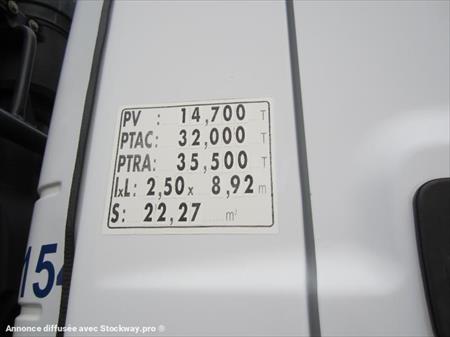 PV : 14,700 T
PTAC: 32,000 T
PTRA: 35,500 T
lxL: 2,50 x 8,92 m
S: 22,27 m²
154
Annonce diffusée avec Stockway.pro ®